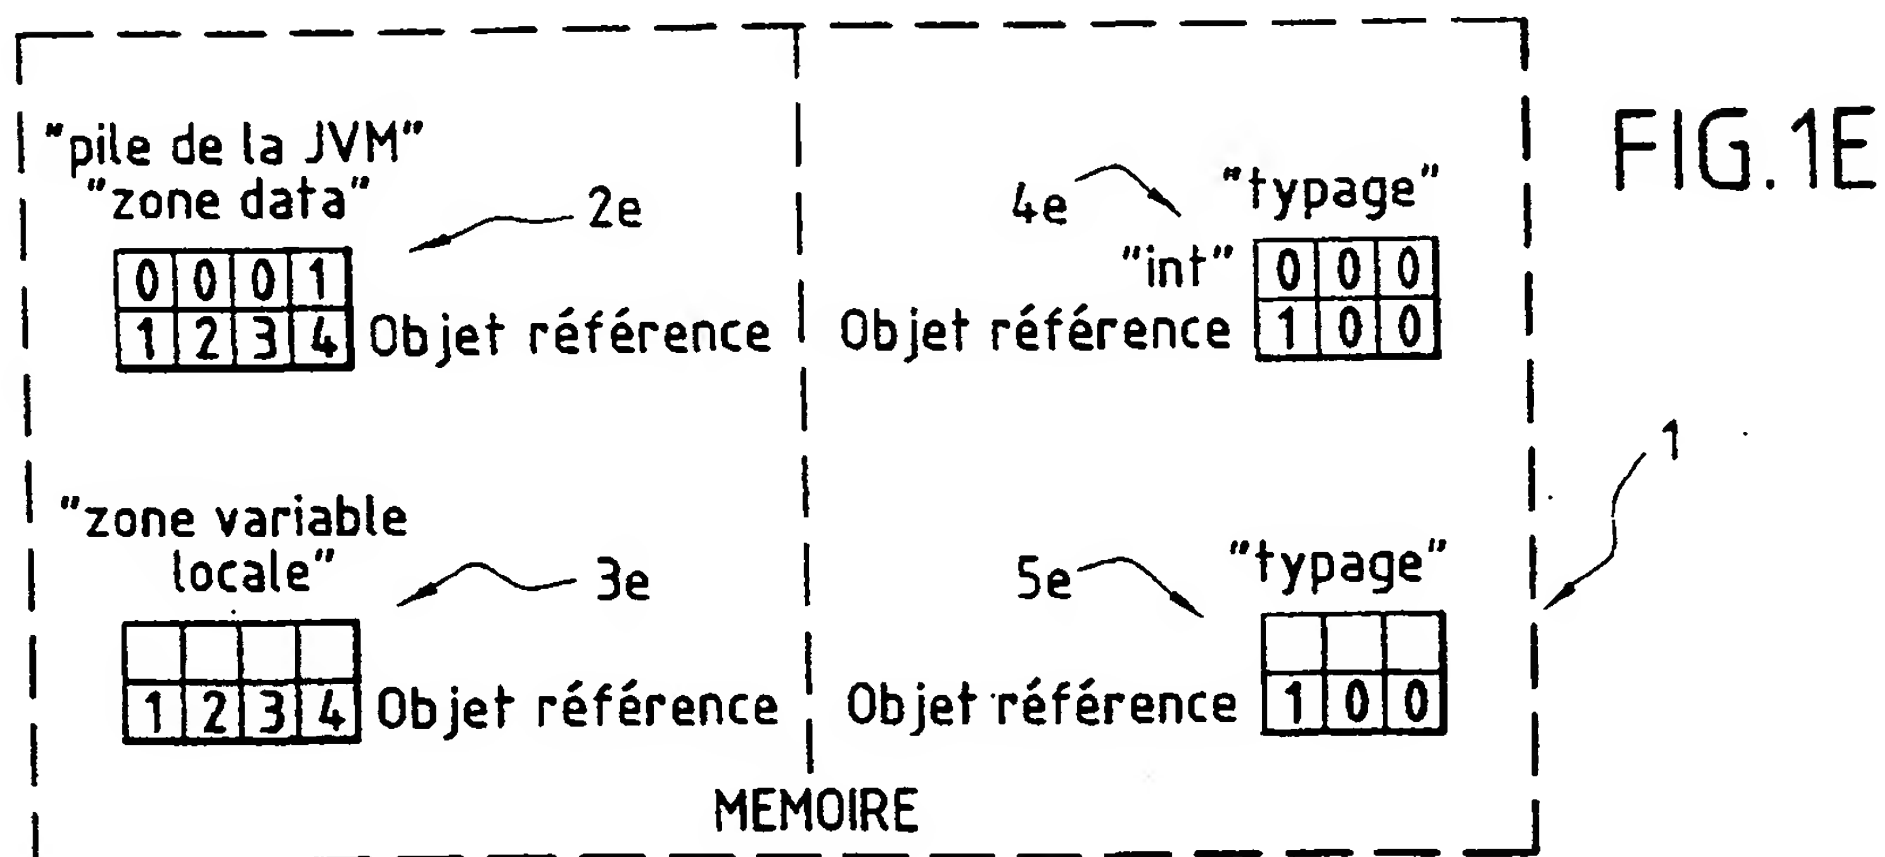 FIG.1E
"pile de la JVM"
"zone data"
2e
0 0 0 1
1 2 3 4 Objet référence
4e
"typage"
"int" 0 0 0
Objet référence 1 0 0
1
"zone variable
locale"
3e
1 2 3 4 Objet référence
5e
"typage"
Objet référence 1 0 0
MEMOIRE